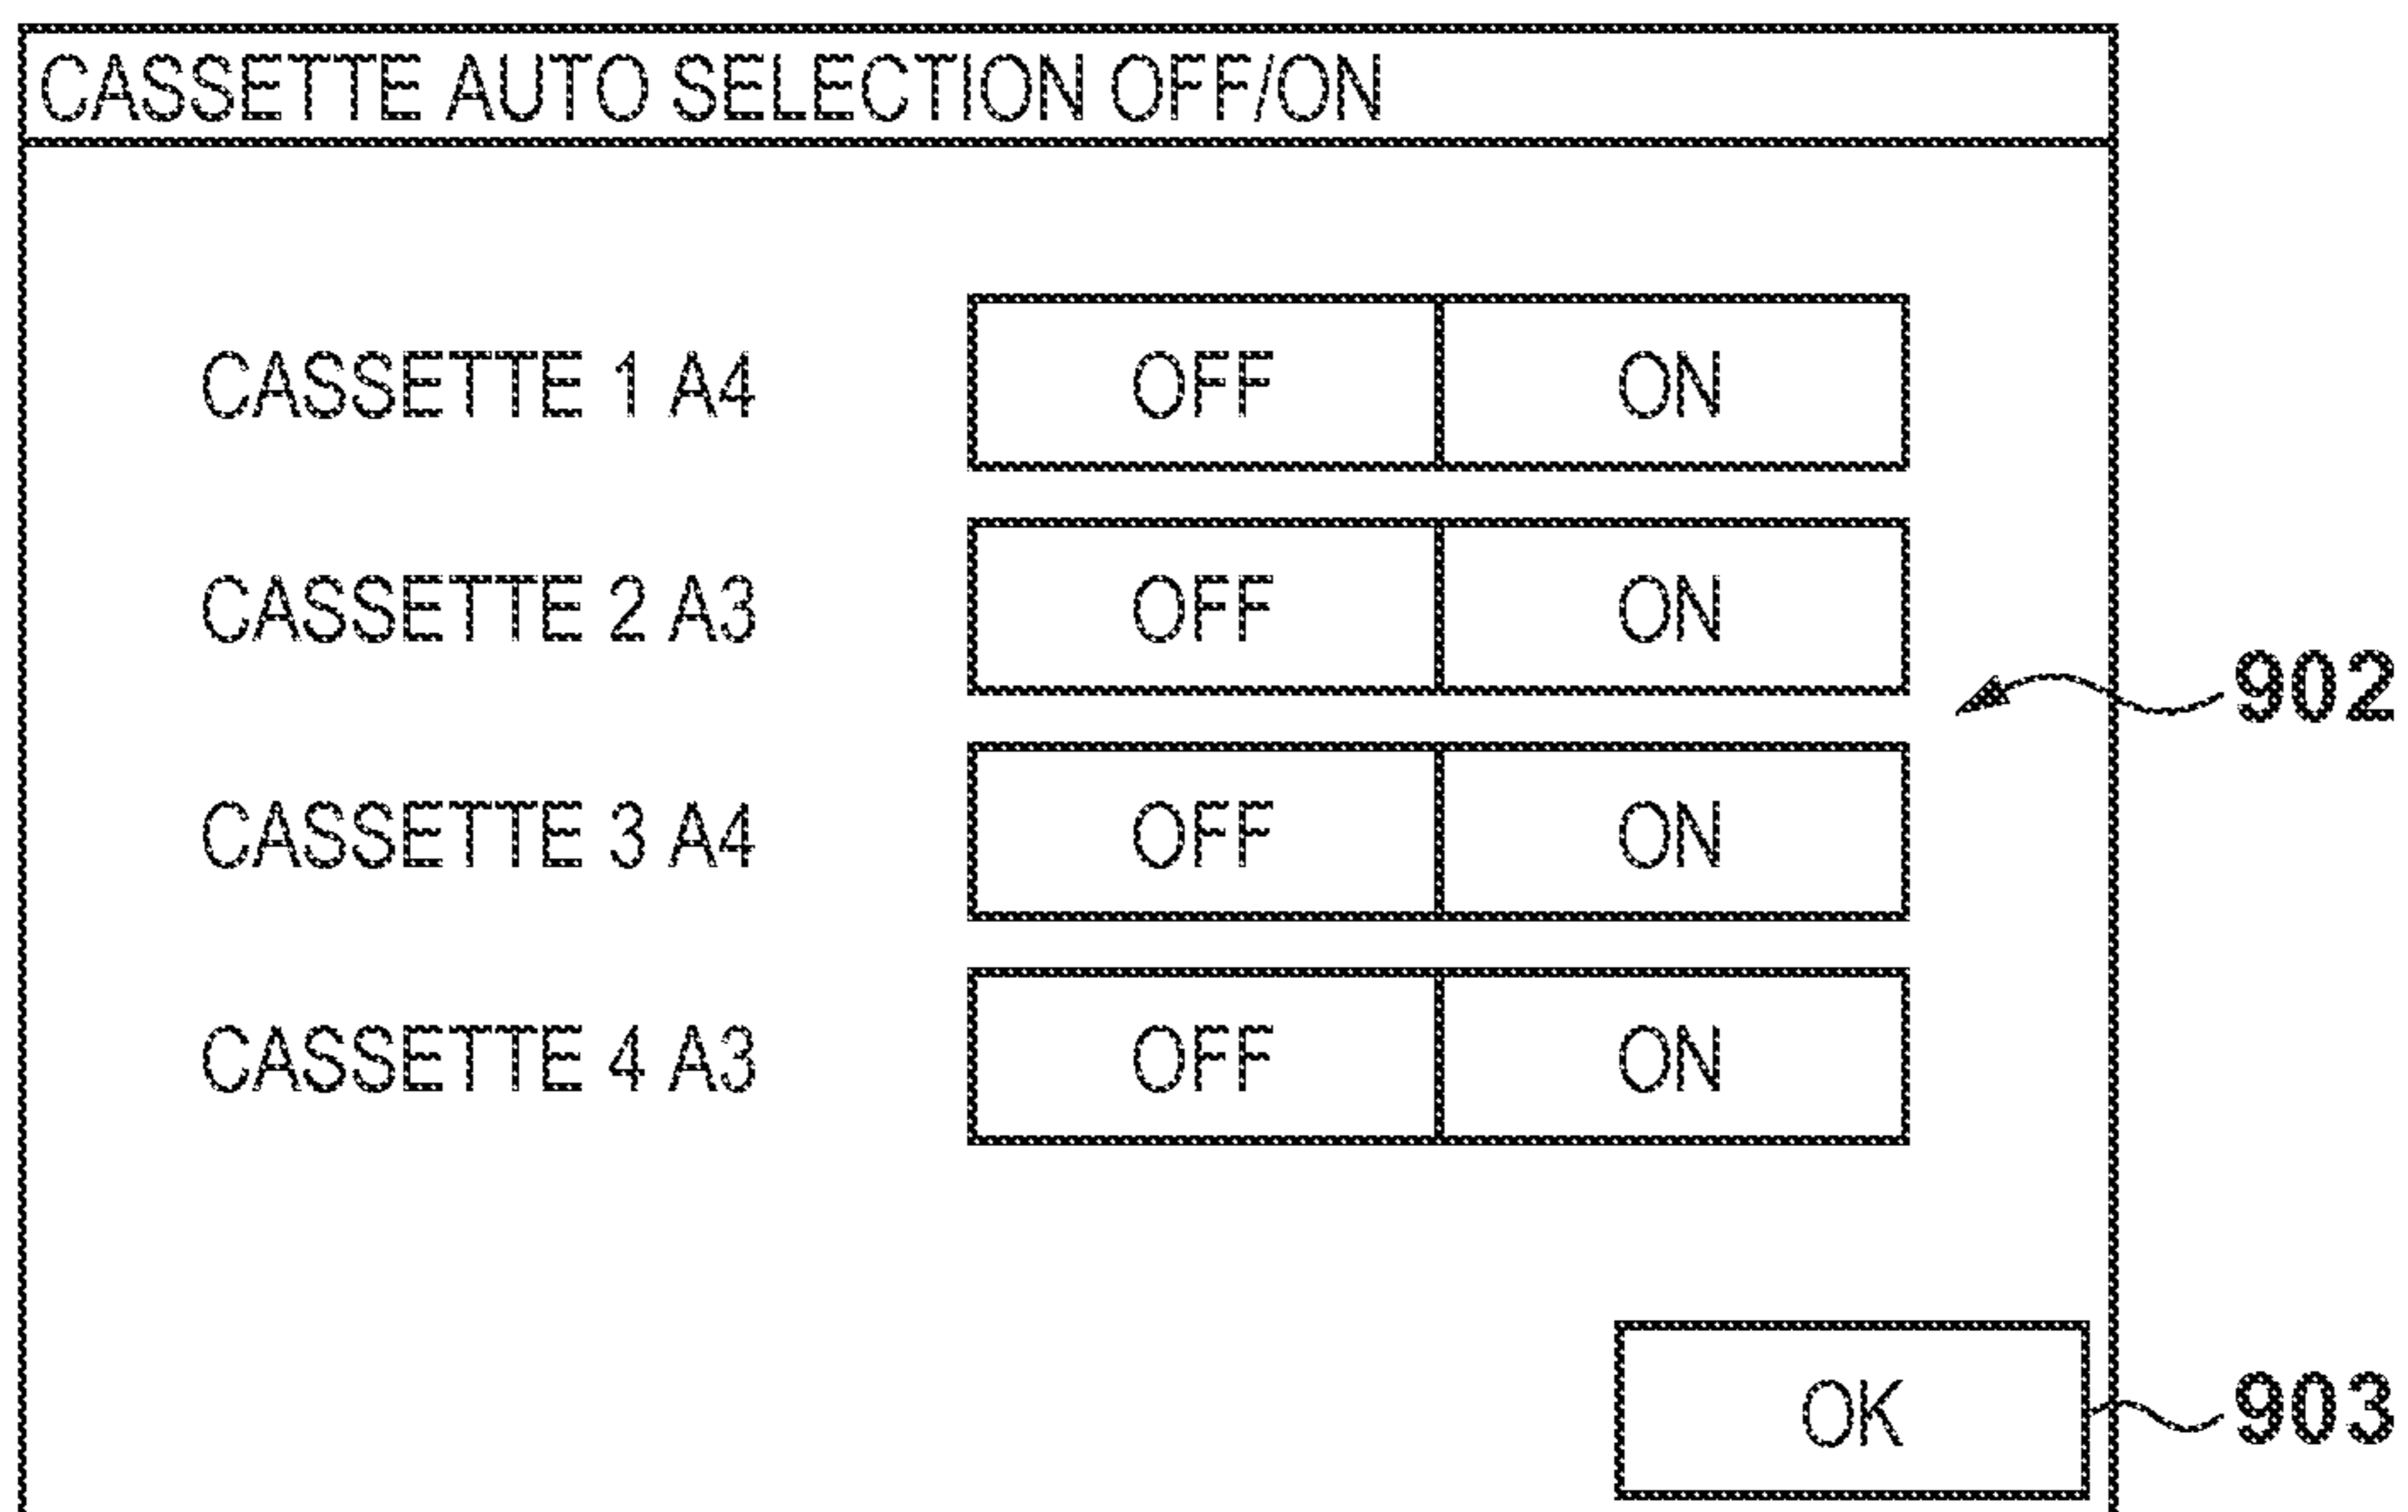 CASSETTE AUTO SELECTION OFF/ON
CASSETTE 1 A4 OFF ON
CASSETTE 2 A3 OFF ON
902
CASSETTE 3 A4 OFF ON
CASSETTE 4 A3 OFF ON
OK 903